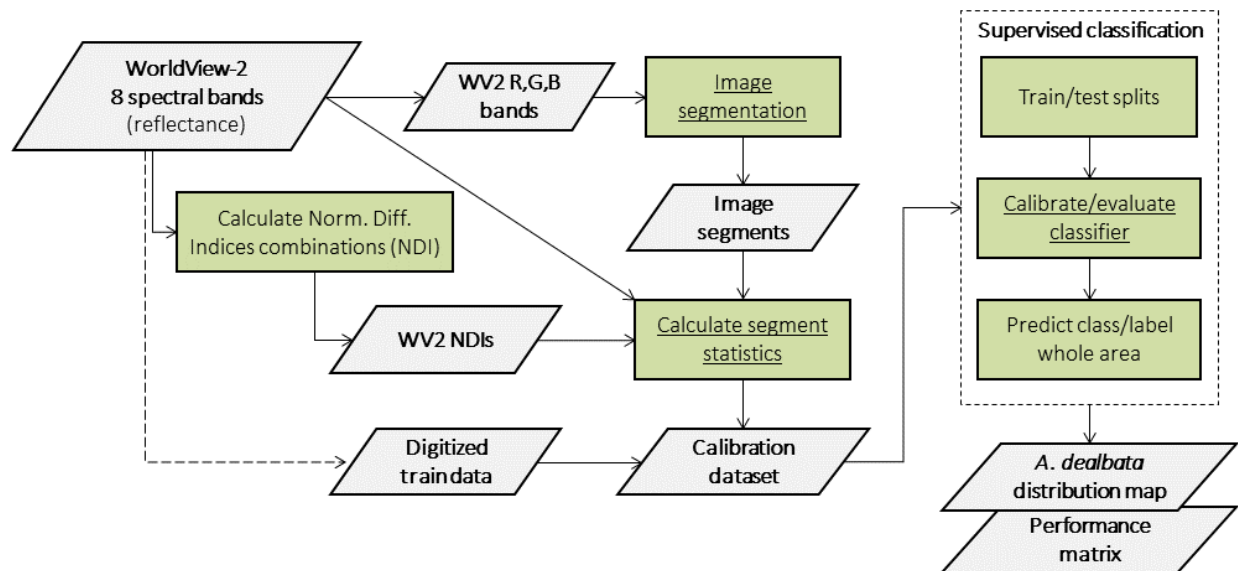 WorldView-2
8 spectral bands
(reflectance)
WV2 R,G,B
bands
Image
segmentation
Supervised classification
Train/test splits
Calculate Norm. Diff.
Indices combinations (NDI)
Image
segments
Calibrate/evaluate
classifier
WV2 NDIs
Calculate segment
statistics
Predict class/label
whole area
Digitized
train data
Calibration
dataset
A. dealbata
distribution map
Performance
matrix